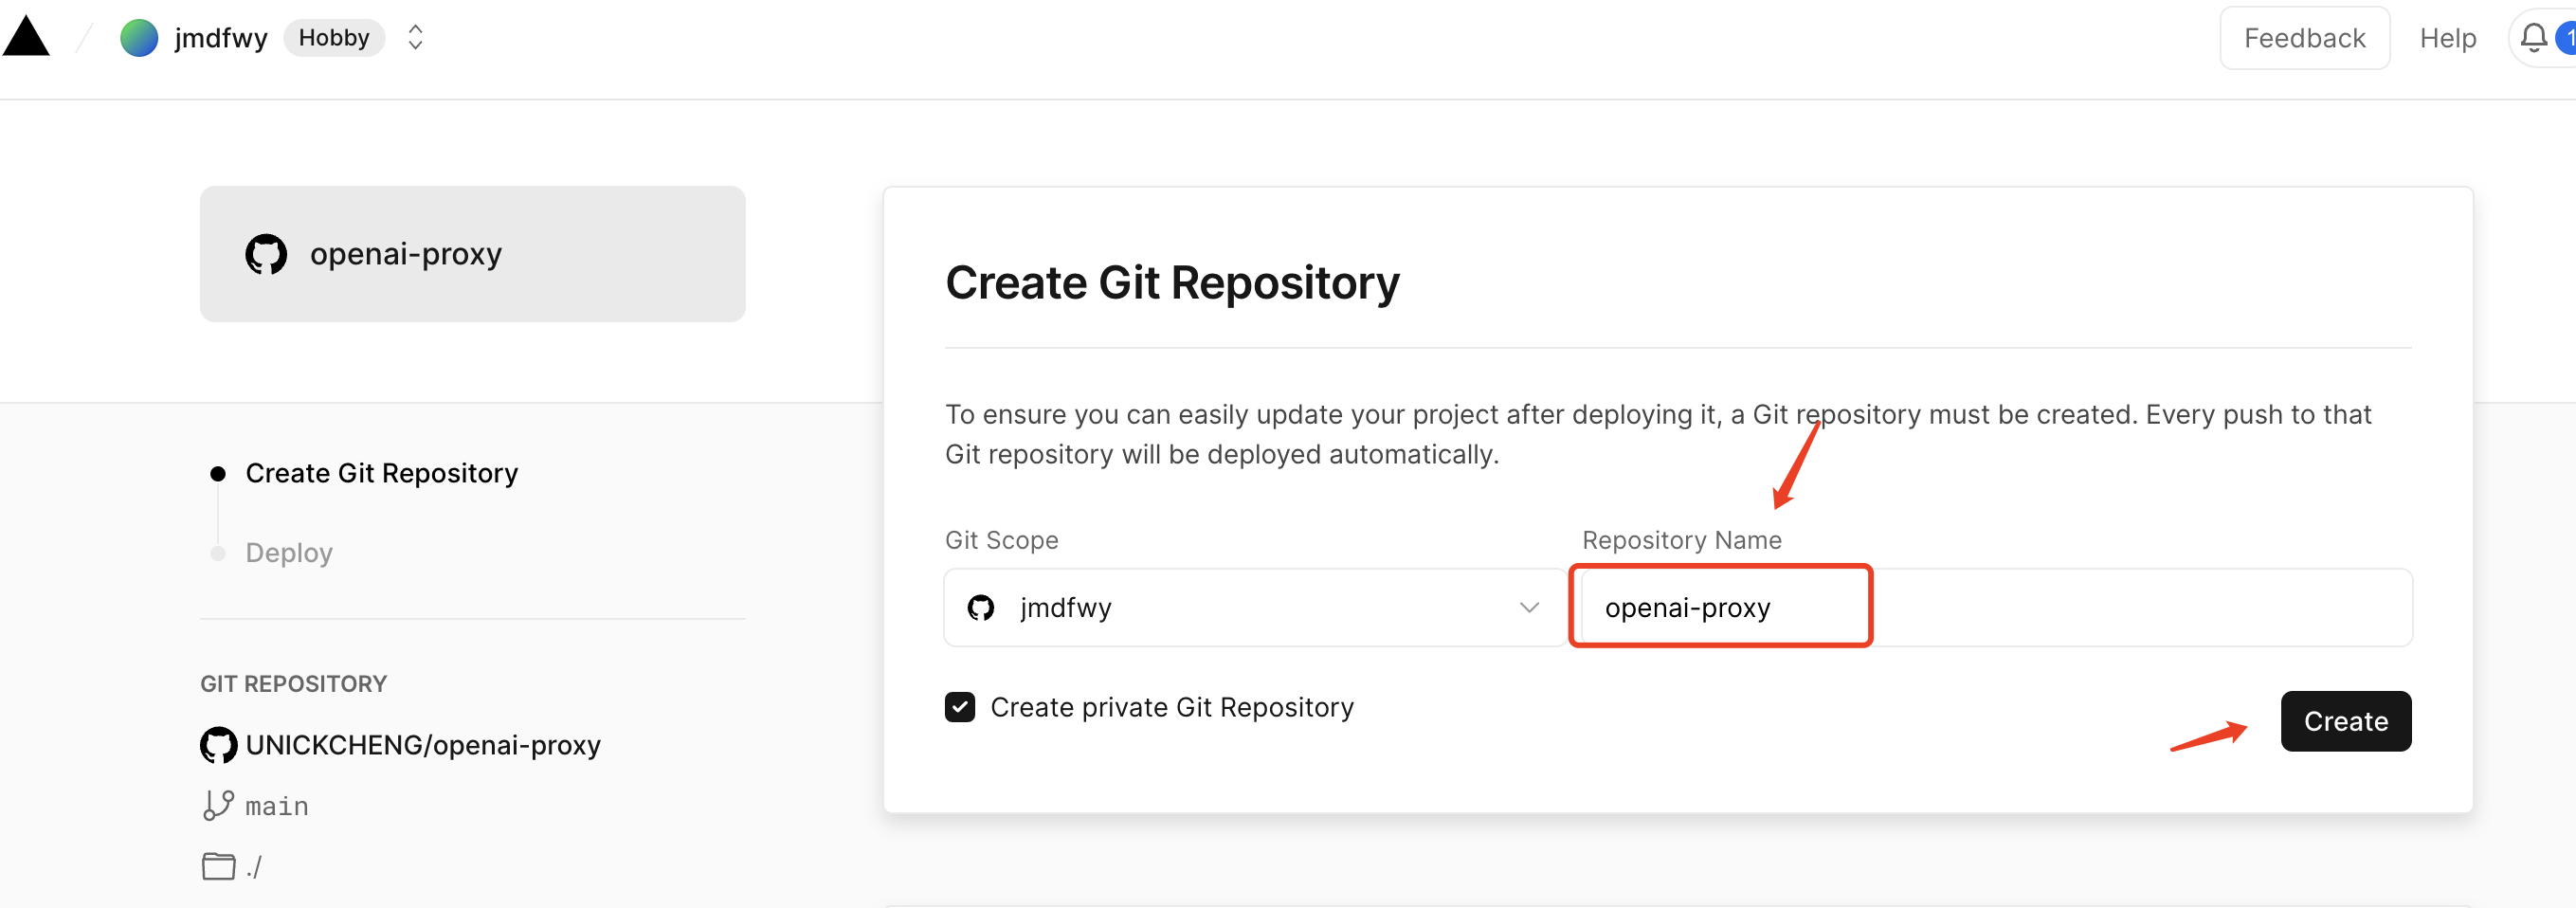 jmdfwy Hobby
Feedback Help 1
openai-proxy
Create Git Repository
Deploy
GIT REPOSITORY
UNICKCHENG/openai-proxy
main
./
Create Git Repository
To ensure you can easily update your project after deploying it, a Git repository must be created. Every push to that
Git repository will be deployed automatically.
Git Scope
jmdfwy
Repository Name
openai-proxy
Create private Git Repository
Create